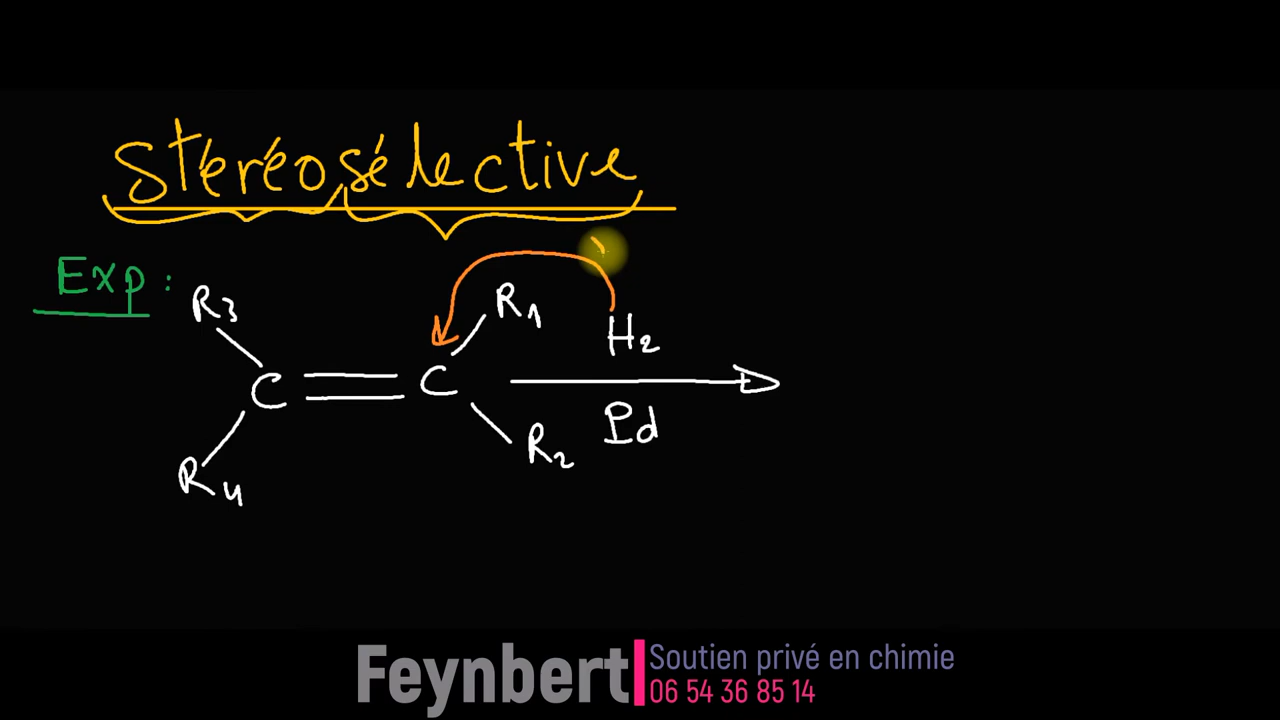 Stéréosélective
Exp :
R3
R1
H2
C
C
Pd
R4
R2
Feynbert
Soutien privé en chimie
06 54 36 85 14